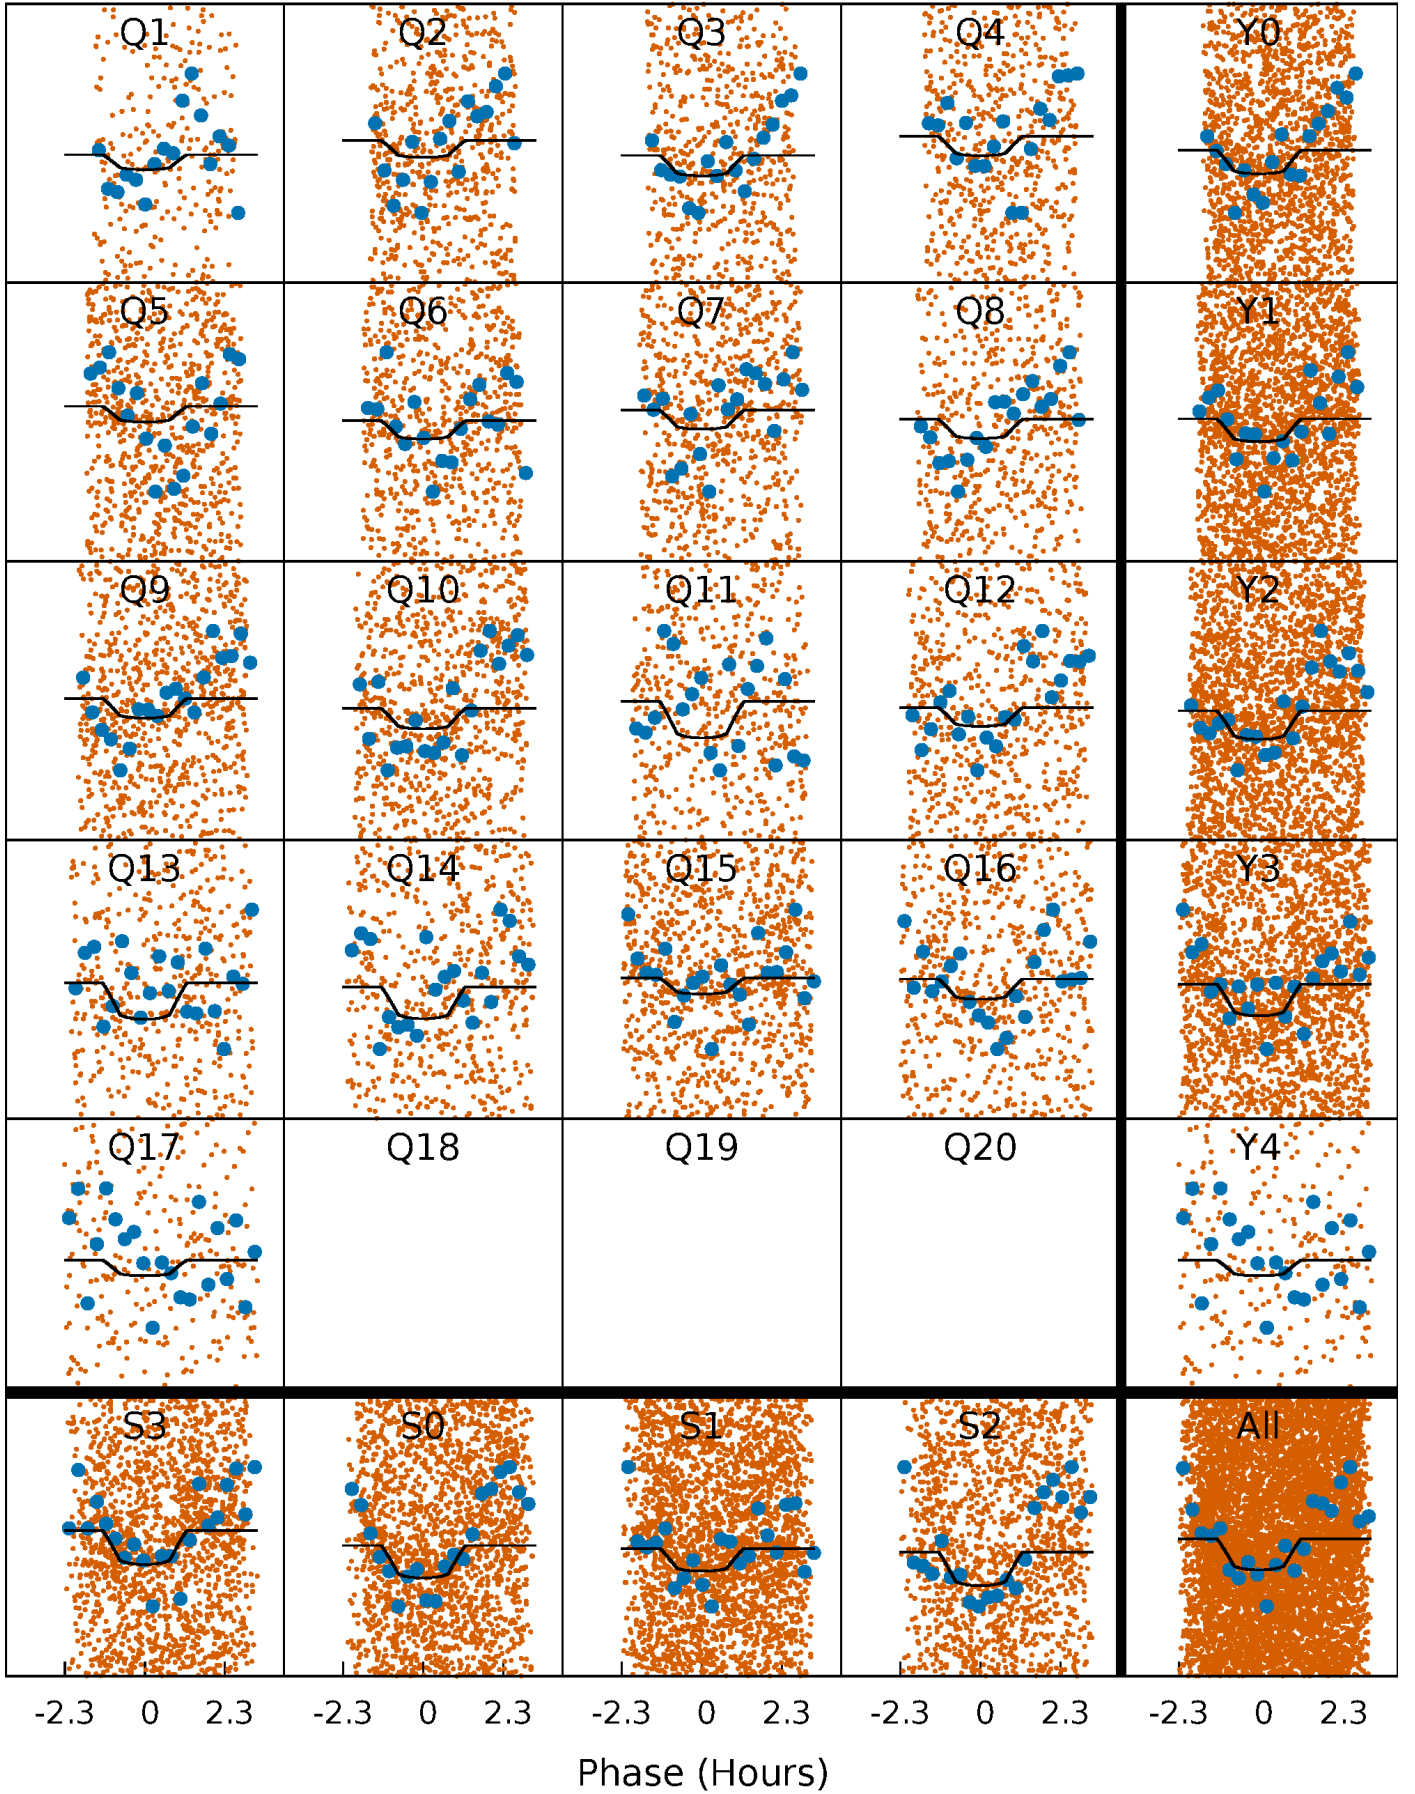 Q1 Q2 Q3 Q4 Y0
Q5 Q6 Q7 Q8 Y1
Q9 Q10 Q11 Q12 Y2
Q13 Q14 Q15 Q16 Y3
Q17 Q18 Q19 Q20 Y4
S3 S0 S1 S2 All
-2.3 0 2.3 -2.3 0 2.3 -2.3 0 2.3 -2.3 0 2.3 -2.3 0 2.3
Phase (Hours)